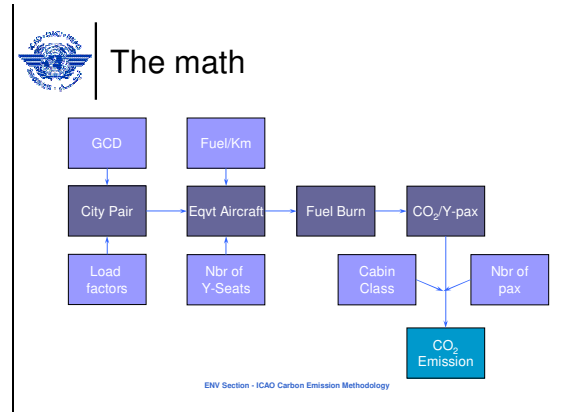 The math
GCD
Fuel/Km
City Pair
Eqvt Aircraft
Fuel Burn
CO₂/Y-pax
Load
factors
Nbr of
Y-Seats
Cabin
Class
Nbr of
pax
CO₂
Emission
ENV Section - ICAO Carbon Emission Methodology